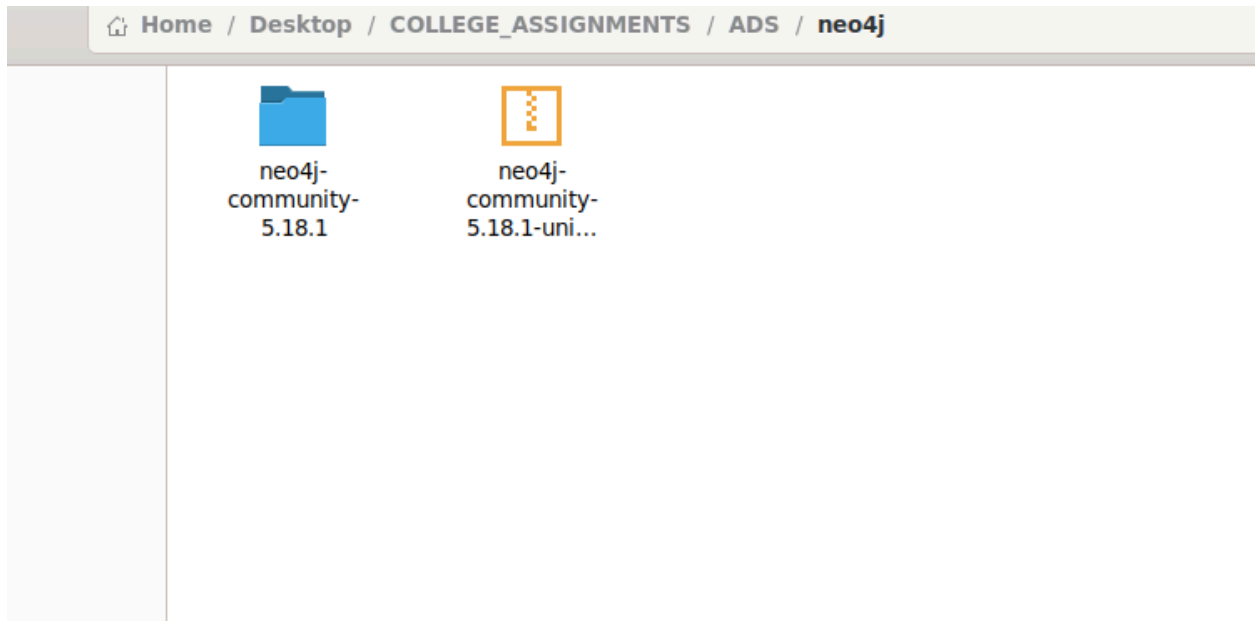 Home / Desktop / COLLEGE_ASSIGNMENTS / ADS / neo4j
neo4j-
community-
5.18.1
neo4j-
community-
5.18.1-uni...